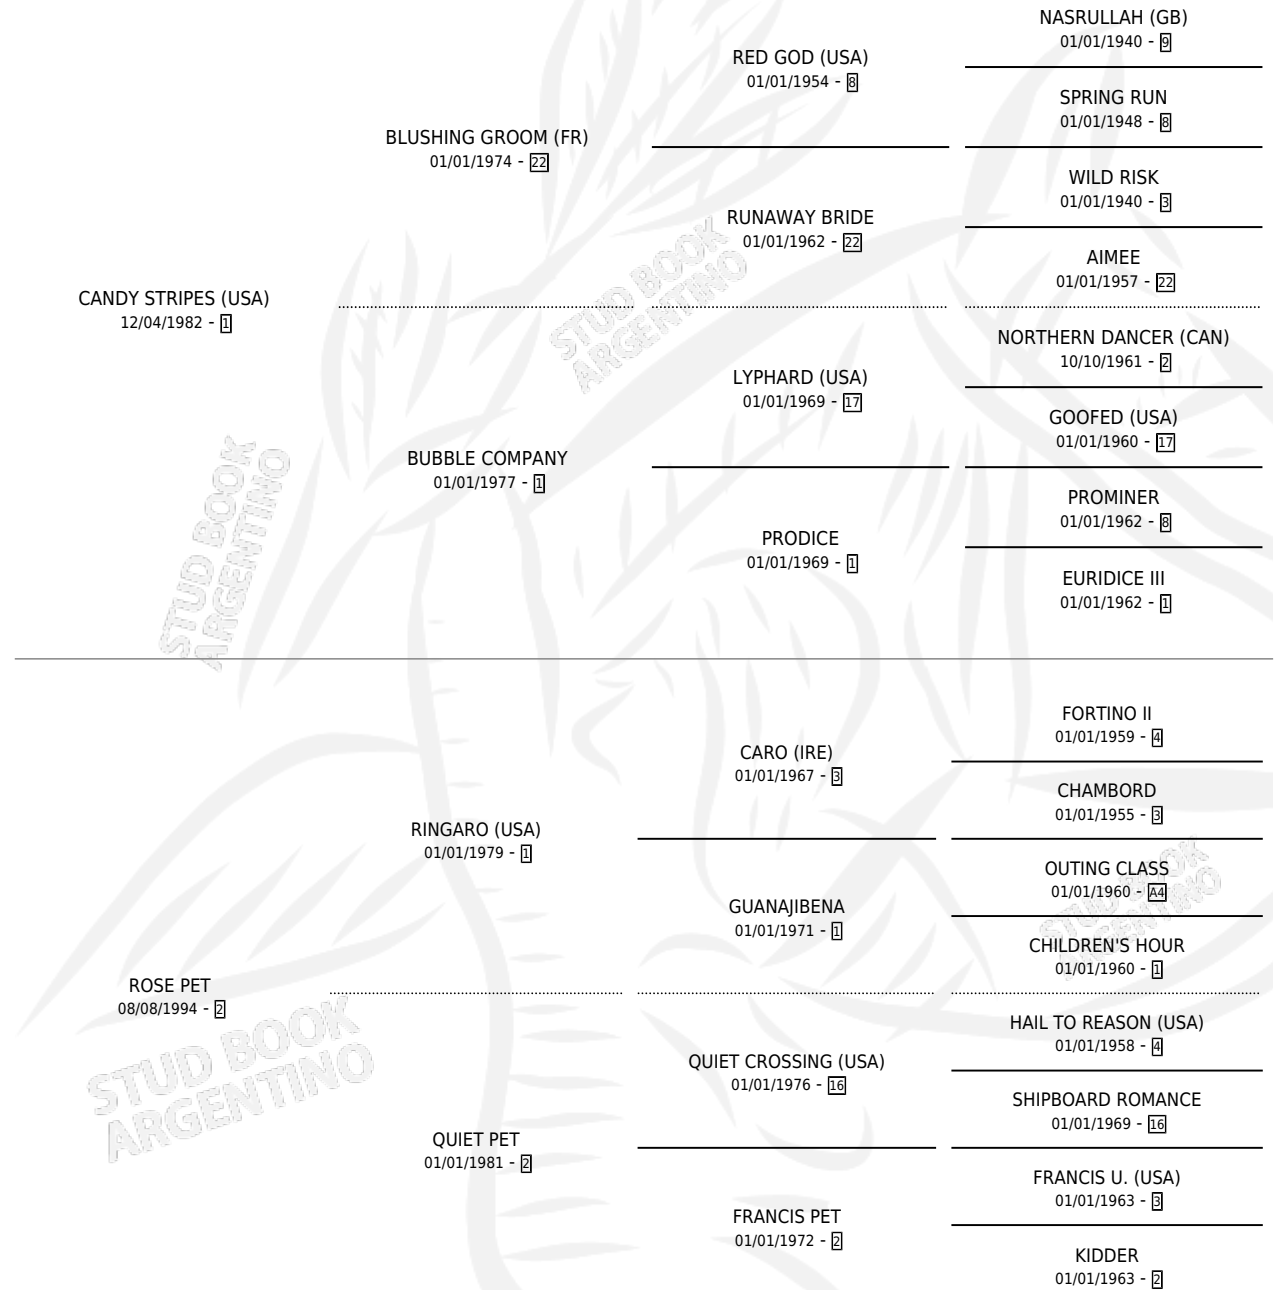 NASRULLAH (GB)
01/01/1940 - 9
RED GOD (USA)
01/01/1954 - 8
SPRING RUN
01/01/1948 - 8
BLUSHING GROOM (FR)
01/01/1974 - 22
WILD RISK
01/01/1940 - 3
RUNAWAY BRIDE
01/01/1962 - 22
AIMEE
01/01/1957 - 22
CANDY STRIPES (USA)
12/04/1982 - 1
NORTHERN DANCER (CAN)
10/10/1961 - 2
LYPHARD (USA)
01/01/1969 - 17
GOOFED (USA)
01/01/1960 - 17
BUBBLE COMPANY
01/01/1977 - 1
PROMINER
01/01/1962 - 8
PRODICE
01/01/1969 - 1
EURIDICE III
01/01/1962 - 1
FORTINO II
01/01/1959 - 4
CARO (IRE)
01/01/1967 - 3
CHAMBORD
01/01/1955 - 3
RINGARO (USA)
01/01/1979 - 1
OUTING CLASS
01/01/1960 - A4
GUANAJIBENA
01/01/1971 - 1
CHILDREN'S HOUR
01/01/1960 - 1
ROSE PET
08/08/1994 - 2
HAIL TO REASON (USA)
01/01/1958 - 4
QUIET CROSSING (USA)
01/01/1976 - 16
SHIPBOARD ROMANCE
01/01/1969 - 16
QUIET PET
01/01/1981 - 2
FRANCIS U. (USA)
01/01/1963 - 3
FRANCIS PET
01/01/1972 - 2
KIDDER
01/01/1963 - 2
STUD BOOK
ARGENTINO
STUD BOOK
ARGENTINO
STUD BOOK
ARGENTINO
STUD BOOK
ARGENTINO